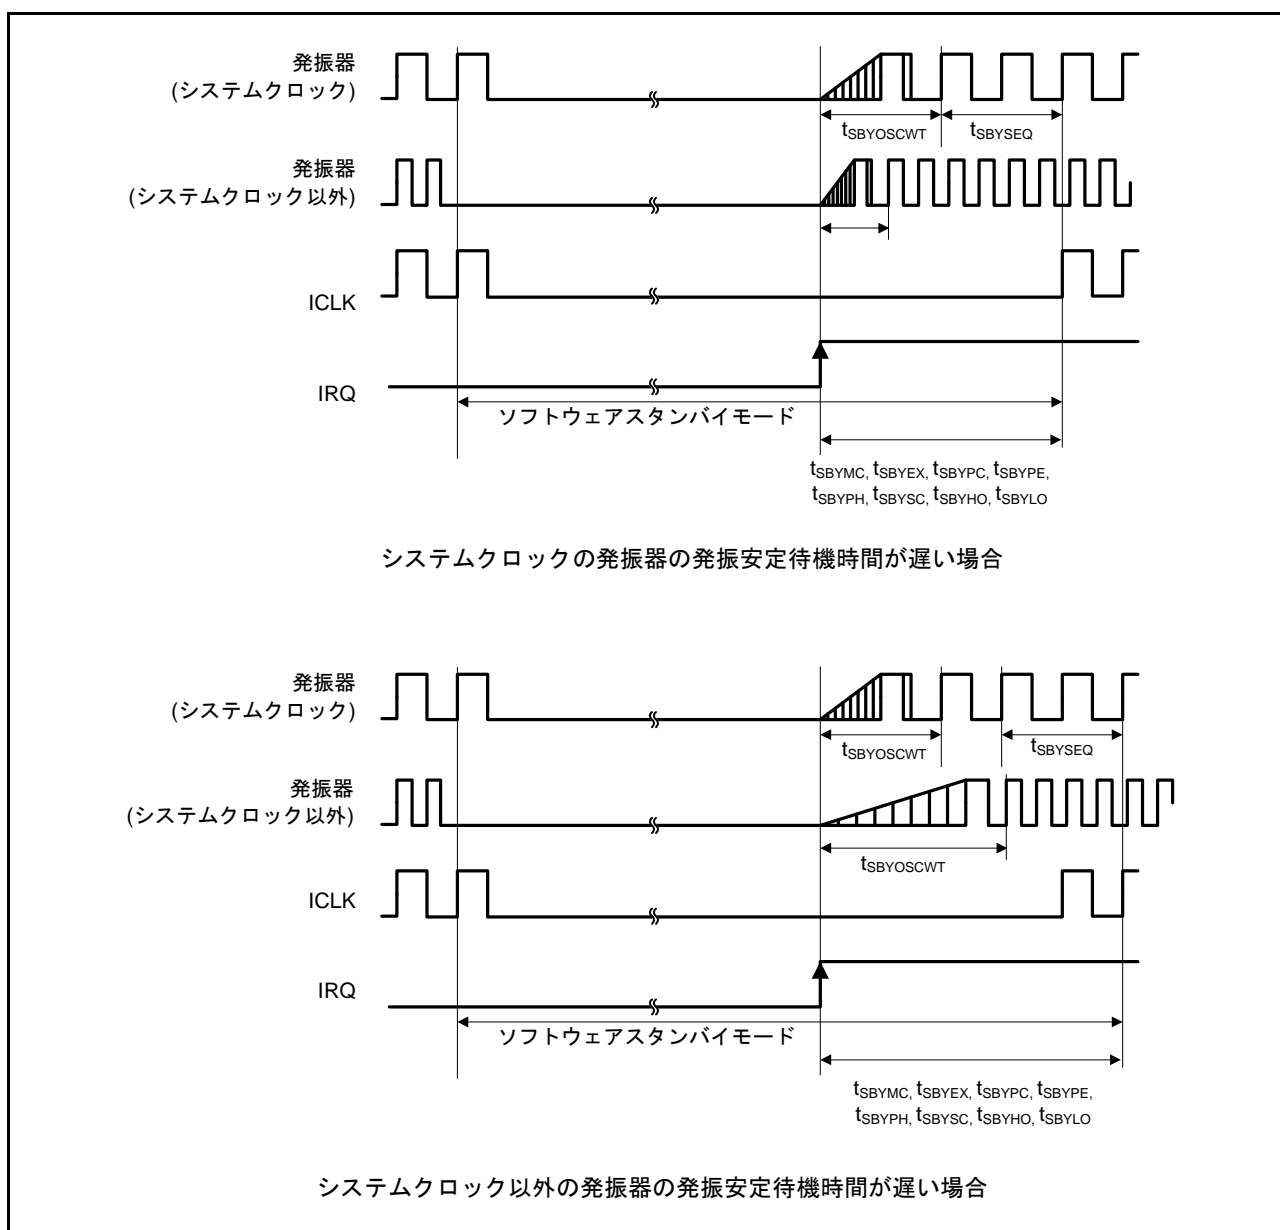 発振器
(システムクロック)
tSBYOSCWT
tSBYSEQ
発振器
(システムクロック以外)
ICLK
IRQ
ソフトウェアスタンバイモード
tSBYMC, tSBYEX, tSBYPC, tSBYPE,
tSBYPH, tSBYSC, tSBYHO, tSBYLO
システムクロックの発振器の発振安定待機時間が遅い場合
発振器
(システムクロック)
tSBYOSCWT
tSBYSEQ
発振器
(システムクロック以外)
tSBYOSCWT
ICLK
IRQ
ソフトウェアスタンバイモード
tSBYMC, tSBYEX, tSBYPC, tSBYPE,
tSBYPH, tSBYSC, tSBYHO, tSBYLO
システムクロック以外の発振器の発振安定待機時間が遅い場合